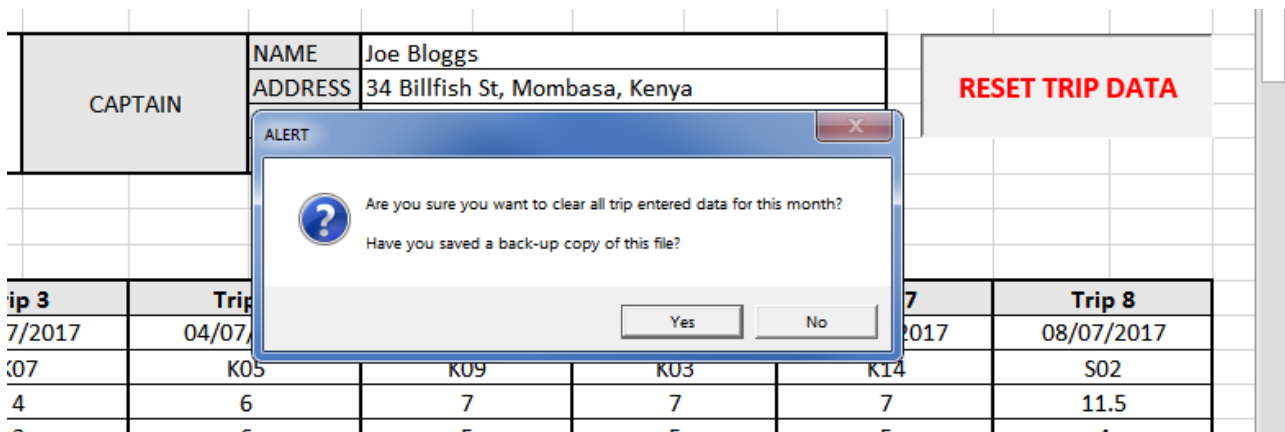 NAME Joe Bloggs
ADDRESS 34 Billfish St, Mombasa, Kenya
CAPTAIN
RESET TRIP DATA
ALERT
Are you sure you want to clear all trip entered data for this month?
Have you saved a back-up copy of this file?
Yes No
3 Trip 8
04/07/ 08/07/2017
K05 K09 K03 K14 S02
4 6 7 7 7 11.5